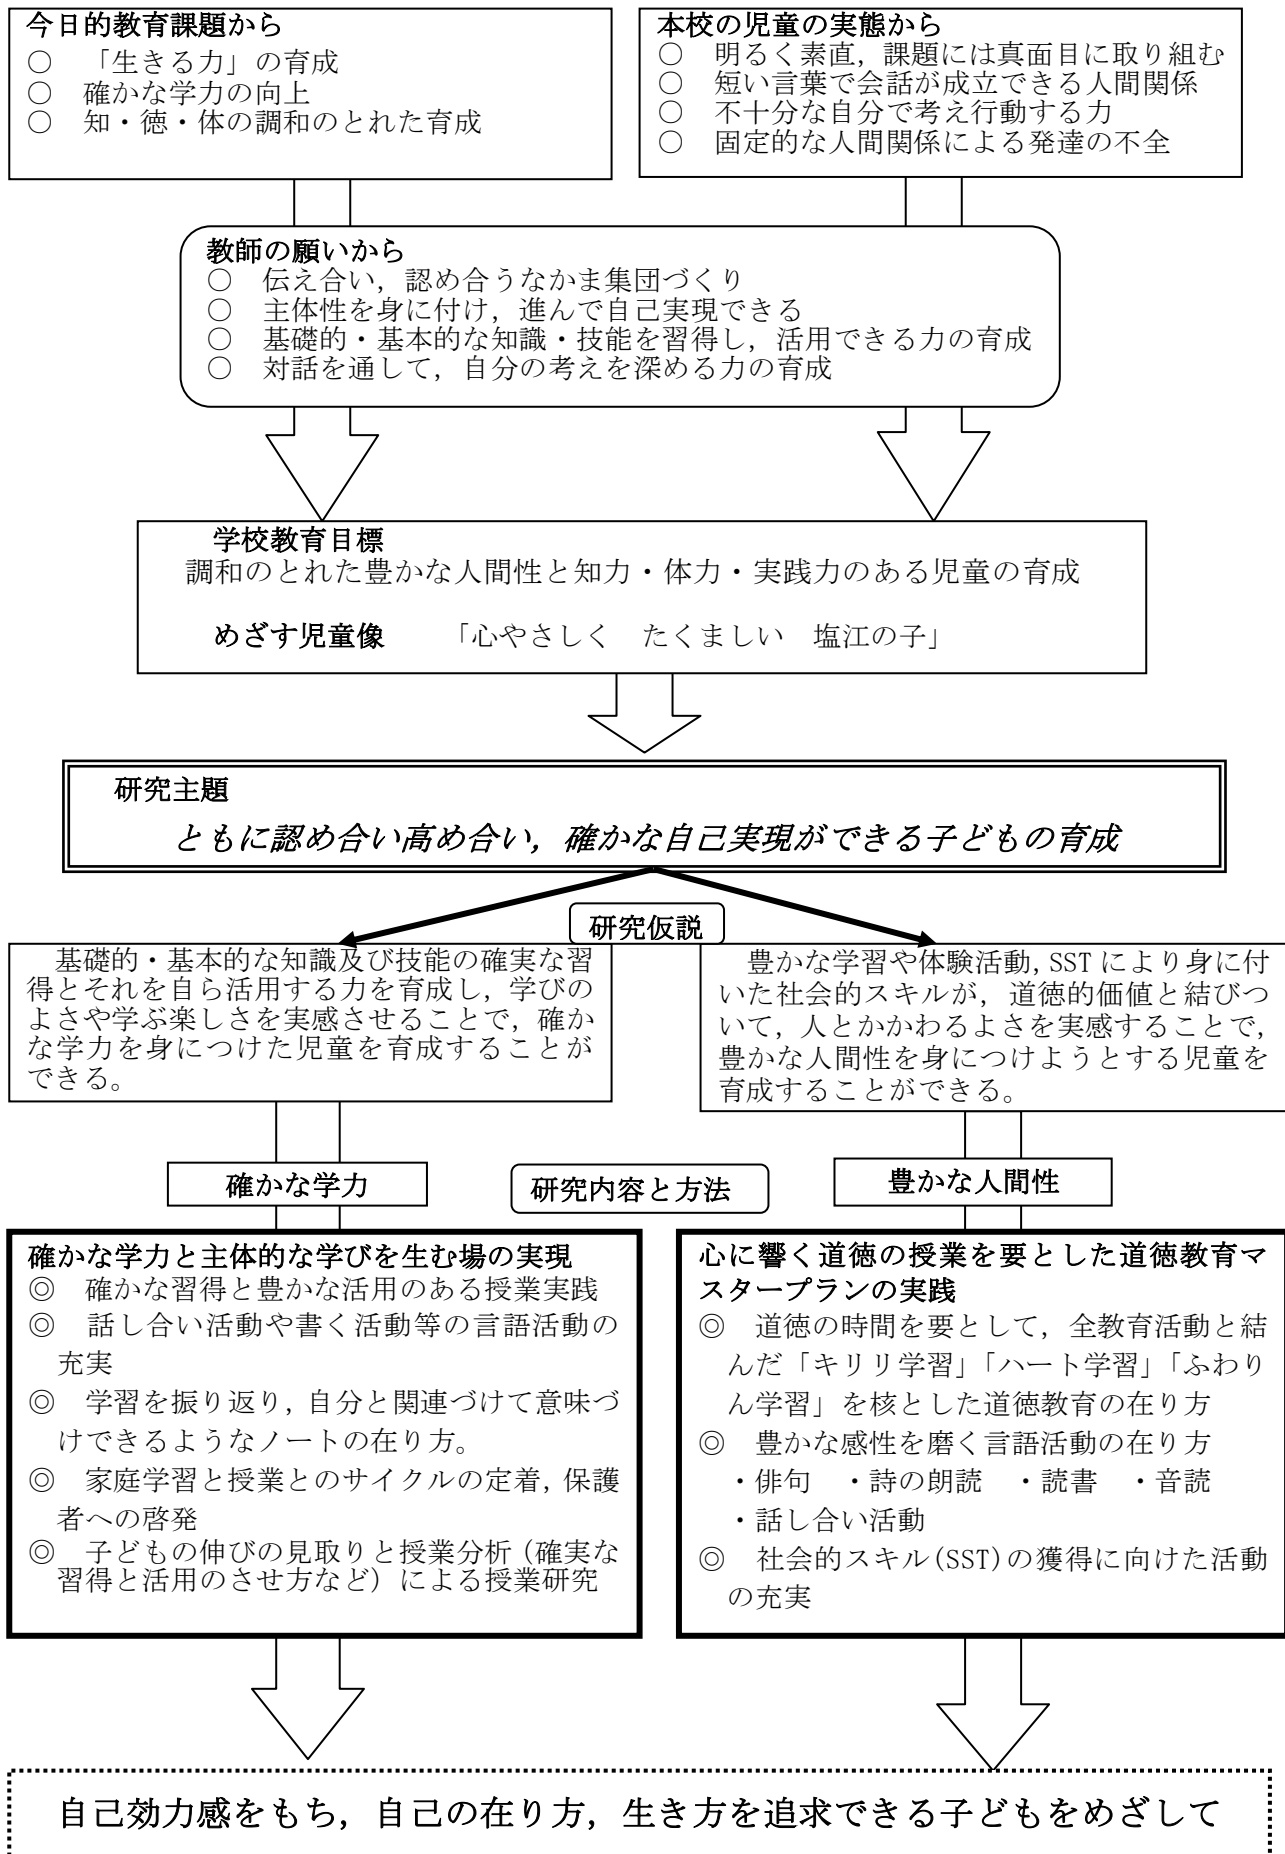 今日的教育課題から
○　「生きる力」の育成
○　確かな学力の向上
○　知・徳・体の調和のとれた育成
本校の児童の実態から
○　明るく素直，課題には真面目に取り組む
○　短い言葉で会話が成立できる人間関係
○　不十分な自分で考え行動する力
○　固定的な人間関係による発達の不全
教師の願いから
○　伝え合い，認め合うなかま集団づくり
○　主体性を身に付け，進んで自己実現できる
○　基礎的・基本的な知識・技能を習得し，活用できる力の育成
○　対話を通して，自分の考えを深める力の育成
学校教育目標
調和のとれた豊かな人間性と知力・体力・実践力のある児童の育成
めざす児童像　　「心やさしく　たくましい　塩江の子」
研究主題
ともに認め合い高め合い，確かな自己実現ができる子どもの育成
研究仮説
基礎的・基本的な知識及び技能の確実な習
得とそれを自ら活用する力を育成し，学びの
よさや学ぶ楽しさを実感させることで，確か
な学力を身につけた児童を育成することが
できる。
豊かな学習や体験活動，SST により身に付
いた社会的スキルが，道徳的価値と結びつ
いて，人とかかわるよさを実感することで，
豊かな人間性を身につけようとする児童を
育成することができる。
確かな学力
研究内容と方法
豊かな人間性
確かな学力と主体的な学びを生む場の実現
◎　確かな習得と豊かな活用のある授業実践
◎　話し合い活動や書く活動等の言語活動の
充実
◎　学習を振り返り，自分と関連づけて意味づ
けできるようなノートの在り方。
◎　家庭学習と授業とのサイクルの定着，保護
者への啓発
◎　子どもの伸びの見取りと授業分析（確実な
習得と活用のさせ方など）による授業研究
心に響く道徳の授業を要とした道徳教育マ
スタープランの実践
◎　道徳の時間を要として，全教育活動と結
んだ「キリリ学習」「ハート学習」「ふわり
ん学習」を核とした道徳教育の在り方
◎　豊かな感性を磨く言語活動の在り方
・俳句　・詩の朗読　・読書　・音読
・話し合い活動
◎　社会的スキル(SST)の獲得に向けた活動
の充実
自己効力感をもち，自己の在り方，生き方を追求できる子どもをめざして